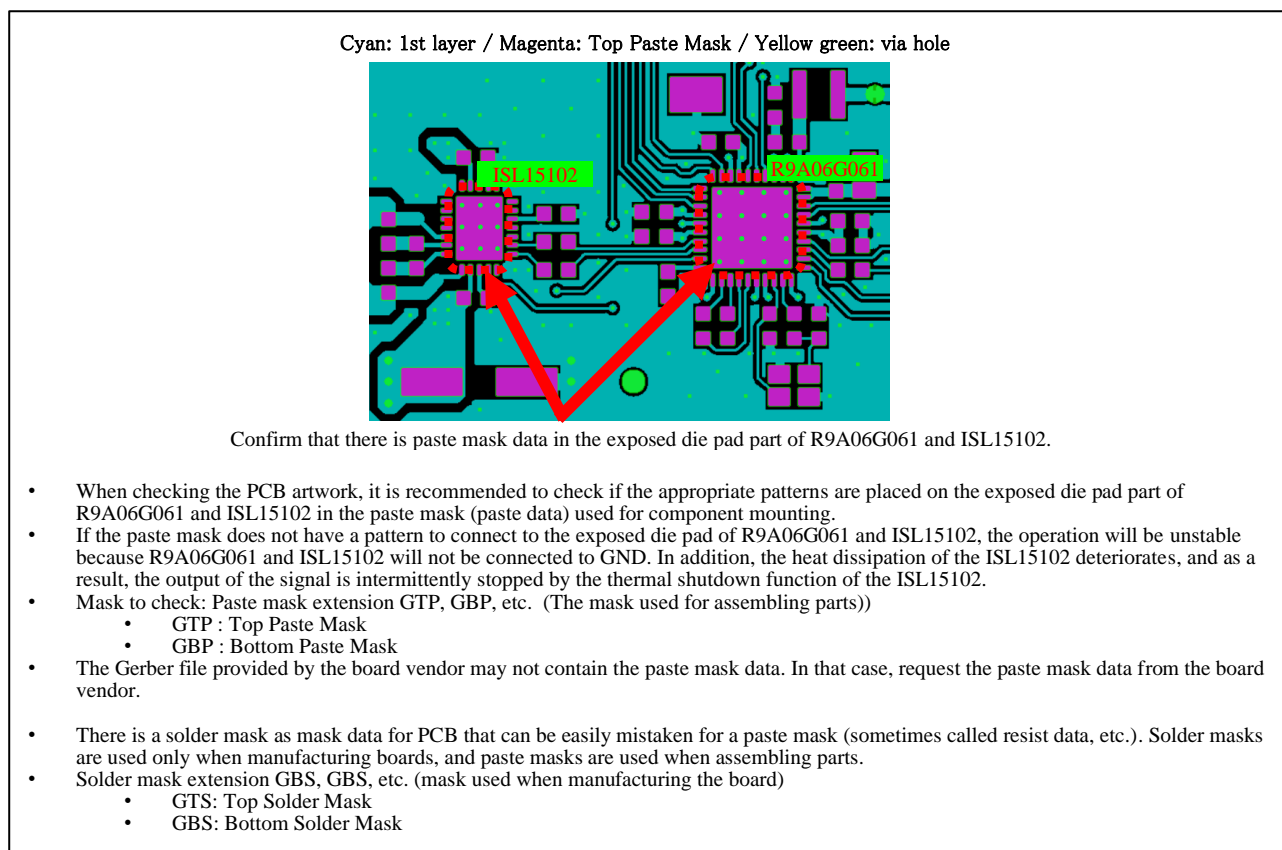 Cyan: 1st layer / Magenta: Top Paste Mask / Yellow green: via hole
ISL15102
R9A06G061
Confirm that there is paste mask data in the exposed die pad part of R9A06G061 and ISL15102.
• When checking the PCB artwork, it is recommended to check if the appropriate patterns are placed on the exposed die pad part of
R9A06G061 and ISL15102 in the paste mask (paste data) used for component mounting.
• If the paste mask does not have a pattern to connect to the exposed die pad of R9A06G061 and ISL15102, the operation will be unstable
because R9A06G061 and ISL15102 will not be connected to GND. In addition, the heat dissipation of the ISL15102 deteriorates, and as a
result, the output of the signal is intermittently stopped by the thermal shutdown function of the ISL15102.
• Mask to check: Paste mask extension GTP, GBP, etc. (The mask used for assembling parts))
• GTP : Top Paste Mask
• GBP : Bottom Paste Mask
• The Gerber file provided by the board vendor may not contain the paste mask data. In that case, request the paste mask data from the board
vendor.
• There is a solder mask as mask data for PCB that can be easily mistaken for a paste mask (sometimes called resist data, etc.). Solder masks
are used only when manufacturing boards, and paste masks are used when assembling parts.
• Solder mask extension GBS, GBS, etc. (mask used when manufacturing the board)
• GTS: Top Solder Mask
• GBS: Bottom Solder Mask